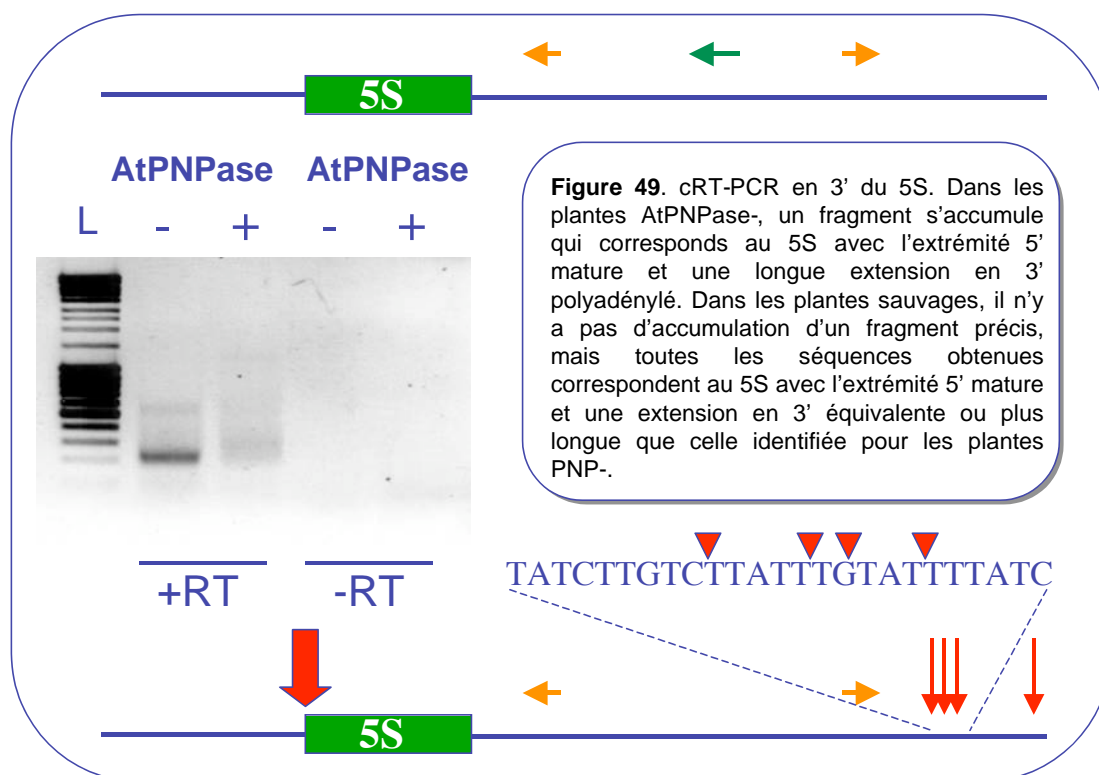 5S
AtPNPase AtPNPase
L - + - +
Figure 49. cRT-PCR en 3’ du 5S. Dans les
plantes AtPNPase-, un fragment s’accumule
qui corresponds au 5S avec l’extrémité 5’
mature et une longue extension en 3’
polyadénylé. Dans les plantes sauvages, il n’y
a pas d’accumulation d’un fragment précis,
mais toutes les séquences obtenues
correspondent au 5S avec l’extrémité 5’ mature
et une extension en 3’ équivalente ou plus
longue que celle identifiée pour les plantes
PNP-.
+RT -RT
TATCTTGTCTTATTTGTATTTTATC
5S